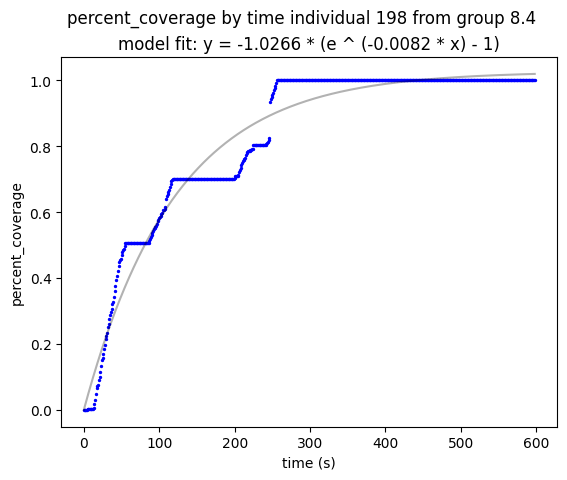 percent_coverage by time individual 198 from group 8.4
model fit: y = -1.0266 * (e ^ (-0.0082 * x) - 1)
1.0
0.8
0.6
0.4
0.2
0.0
percent_coverage
0 100 200 300 400 500 600
time (s)